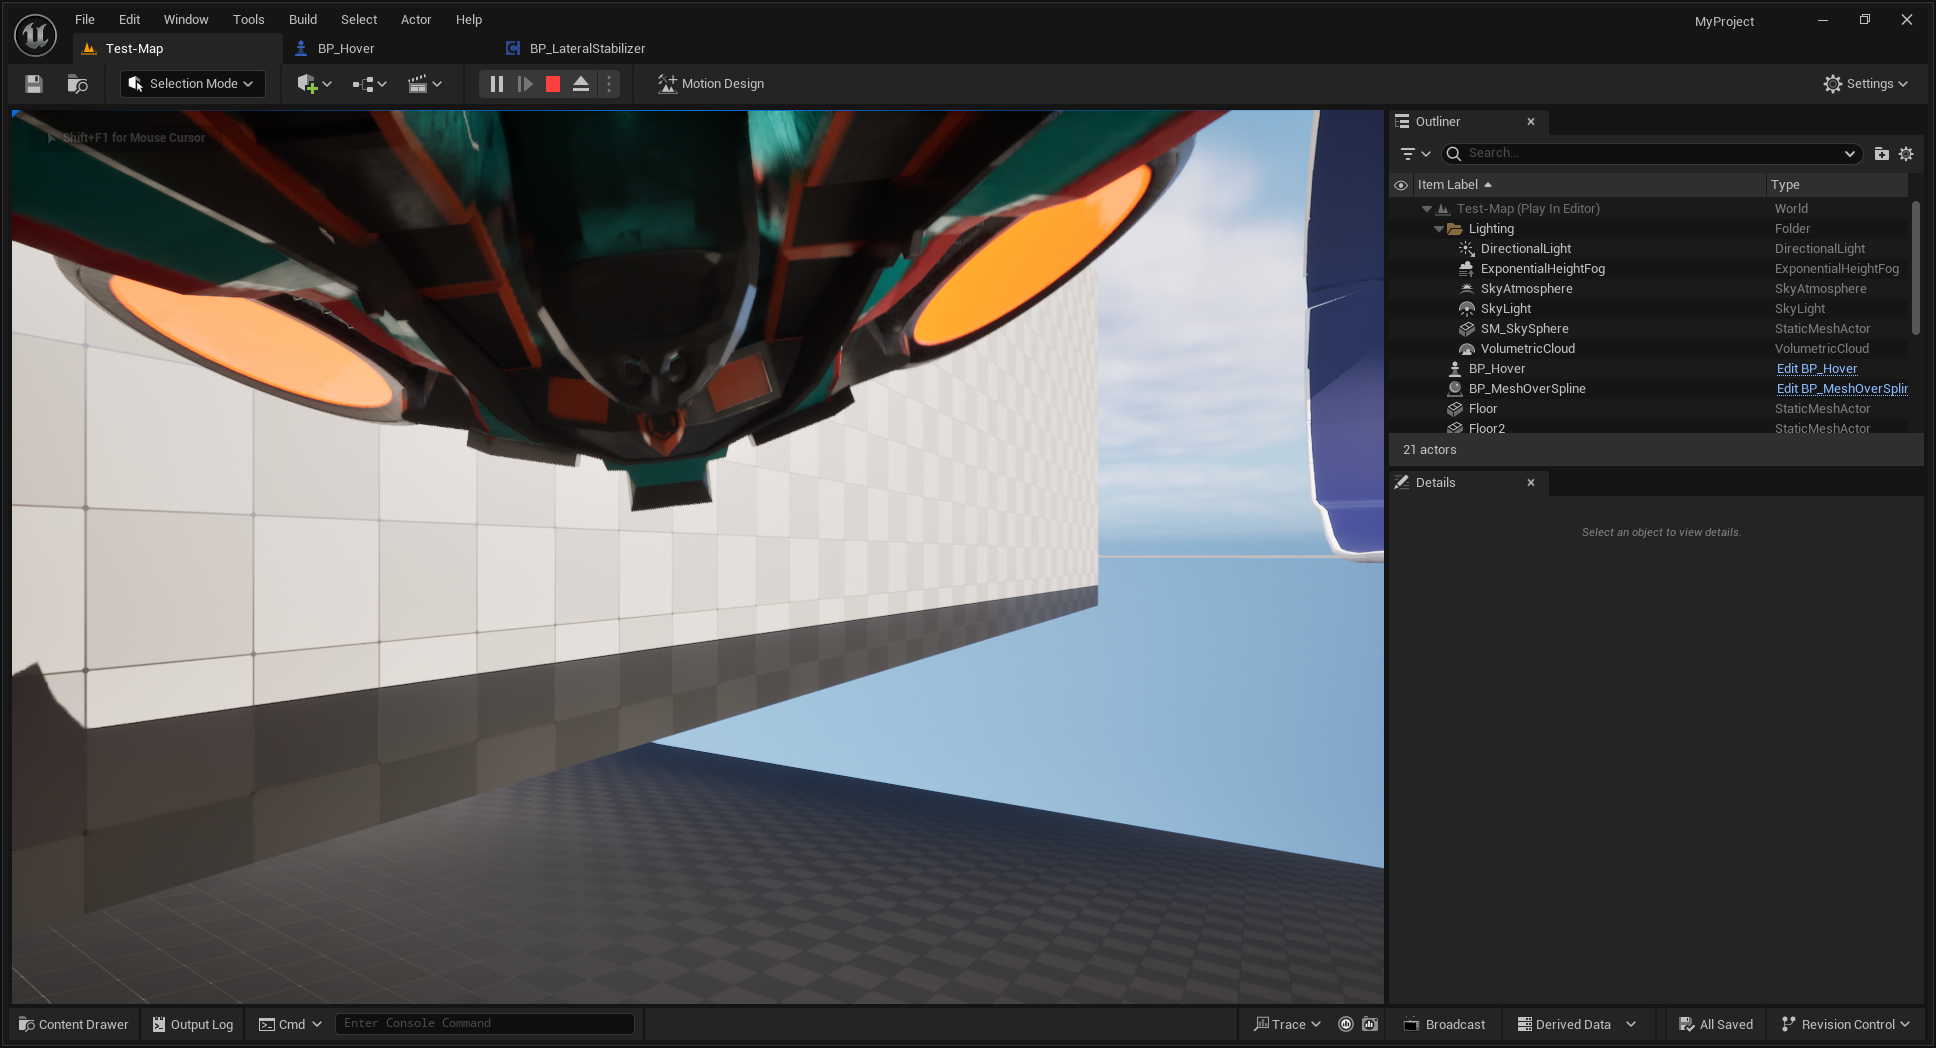 File Edit Window Tools Build Select Actor Help
MyProject
Test-Map BP_Hover BP_LateralStabilizer
Selection Mode Motion Design Settings
Shift+F1 for Mouse Cursor
Outliner
Search...
Item Label Type
Test-Map (Play In Editor) World
Lighting Folder
DirectionalLight DirectionalLight
ExponentialHeightFog ExponentialHeightFog
SkyAtmosphere SkyAtmosphere
SkyLight SkyLight
SM_SkySphere StaticMeshActor
VolumetricCloud VolumetricCloud
BP_Hover Edit BP_Hover
BP_MeshOverSpline Edit BP_MeshOverSplin
Floor StaticMeshActor
Floor2 StaticMeshActor
21 actors
Details
Select an object to view details.
Content Drawer Output Log Cmd Enter Console Command Trace Broadcast Derived Data All Saved Revision Control